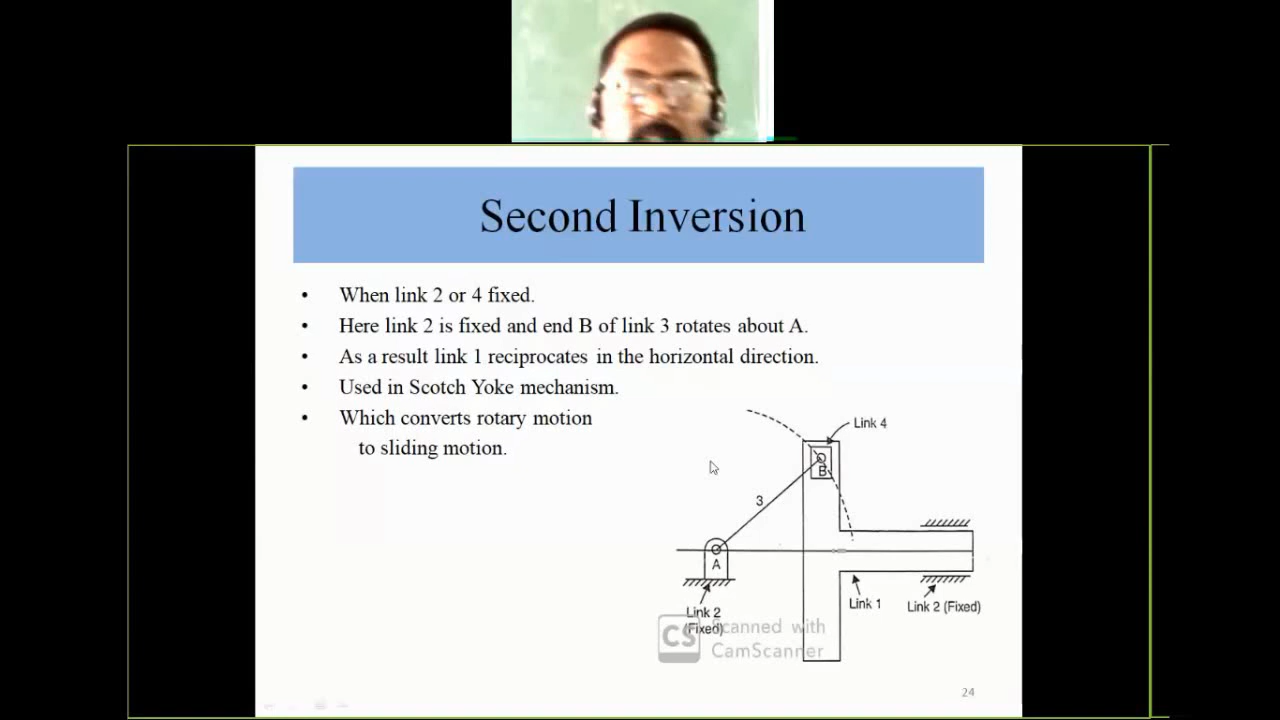 Second Inversion
• When link 2 or 4 fixed.
• Here link 2 is fixed and end B of link 3 rotates about A.
• As a result link 1 reciprocates in the horizontal direction.
• Used in Scotch Yoke mechanism.
• Which converts rotary motion
to sliding motion.
Link 4
B
3
A
Link 1
Link 2 (Fixed)
Link 2
(Fixed)
CS Scanned with
CamScanner
24